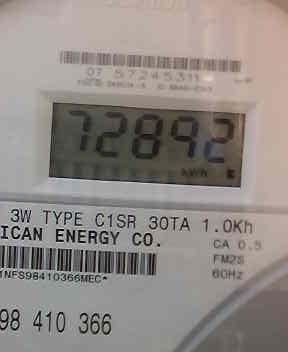 07 57245311
72892
kWh
3W TYPE C1SR 30TA 1.0Kh
ICAN ENERGY CO.
CA 0.5
FM2S
60Hz
1NFS98410366MEC*
98 410 366